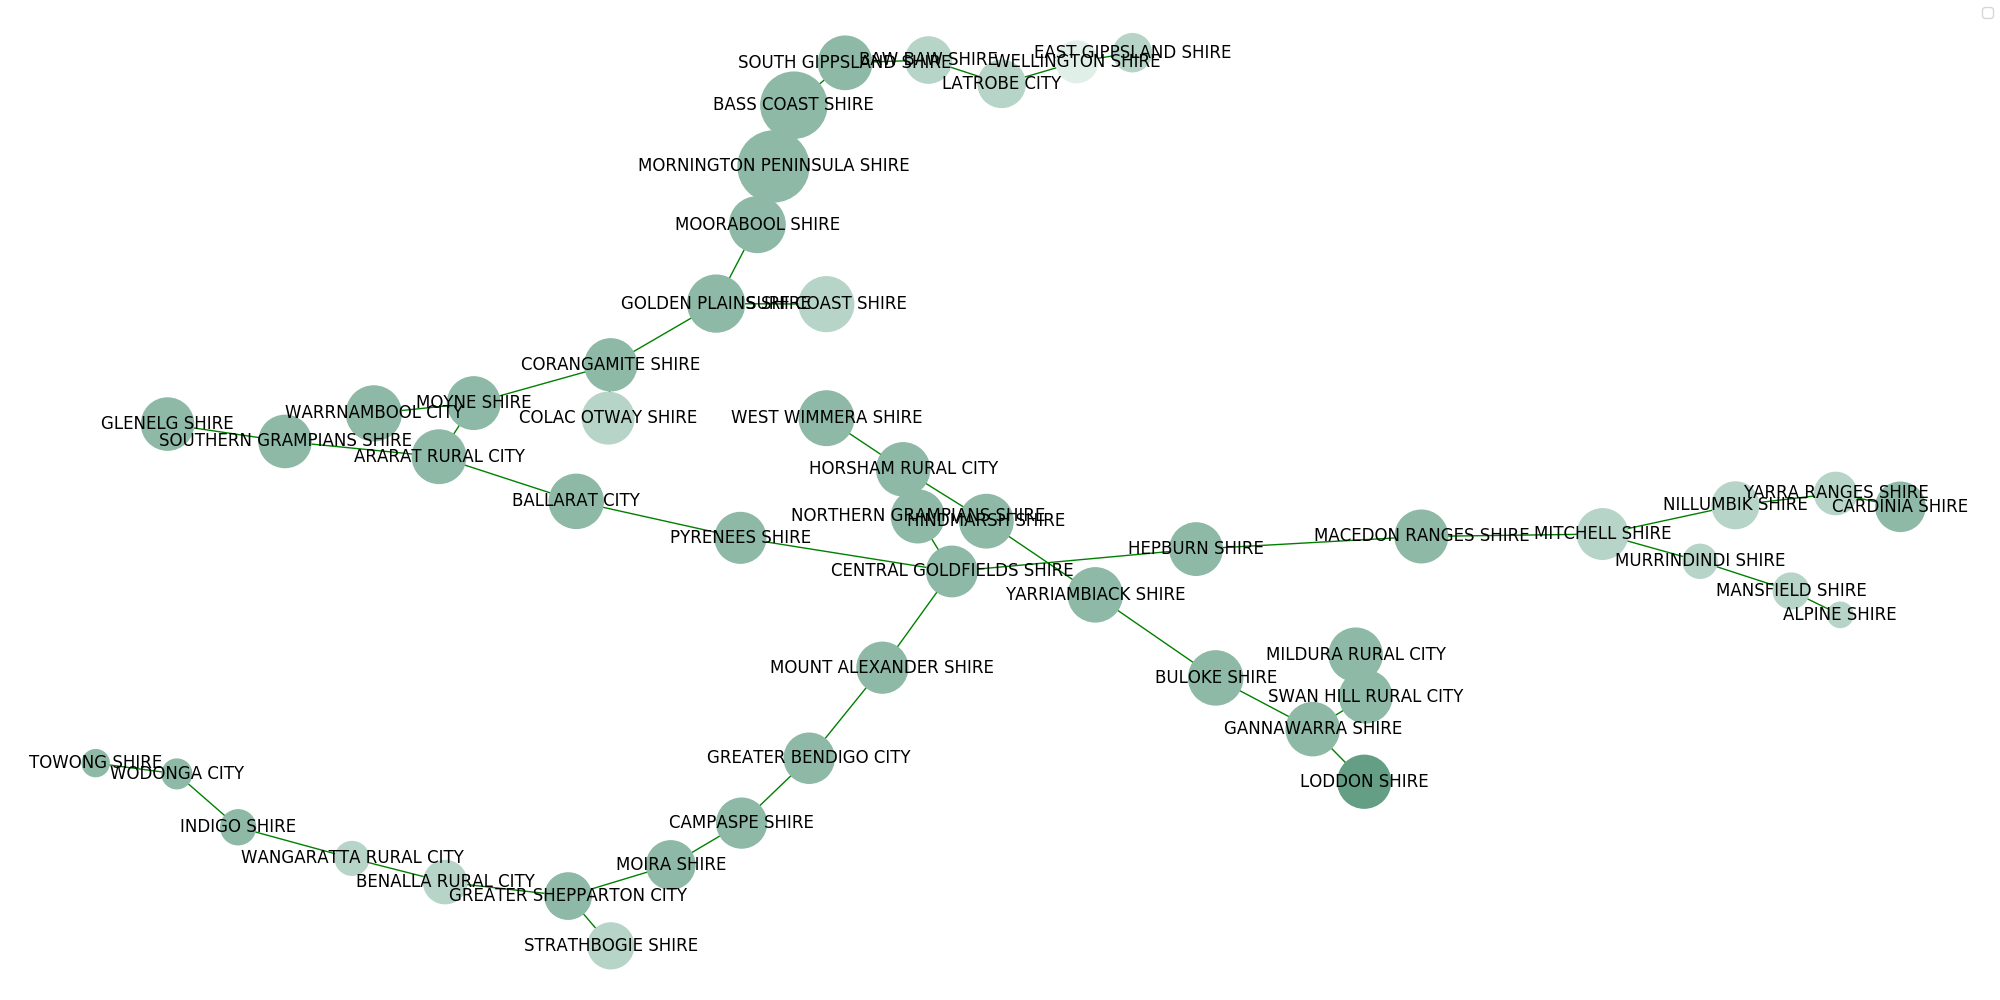 EAST GIPPSLAND SHIRE
BAW BAW SHIRE
SOUTH GIPPSLAND SHIRE
WELLINGTON SHIRE
LATROBE CITY
BASS COAST SHIRE
MORNINGTON PENINSULA SHIRE
MOORABOOL SHIRE
GOLDEN PLAINS SHIRE
SURF COAST SHIRE
CORANGAMITE SHIRE
MOYNE SHIRE
WARRNAMBOOL CITY
COLAC OTWAY SHIRE
WEST WIMMERA SHIRE
GLENELG SHIRE
SOUTHERN GRAMPIANS SHIRE
ARARAT RURAL CITY
HORSHAM RURAL CITY
BALLARAT CITY
YARRA RANGES SHIRE
NILLUMBIK SHIRE
CARDINIA SHIRE
NORTHERN GRAMPIANS SHIRE
HINDMARSH SHIRE
PYRENEES SHIRE
HEPBURN SHIRE
MACEDON RANGES SHIRE
MITCHELL SHIRE
MURRINDINDI SHIRE
CENTRAL GOLDFIELDS SHIRE
YARRIAMBIACK SHIRE
MANSFIELD SHIRE
ALPINE SHIRE
MILDURA RURAL CITY
MOUNT ALEXANDER SHIRE
BULOKE SHIRE
SWAN HILL RURAL CITY
GANNAWARRA SHIRE
GREATER BENDIGO CITY
TOWONG SHIRE
WODONGA CITY
LODDON SHIRE
CAMPASPE SHIRE
INDIGO SHIRE
WANGARATTA RURAL CITY
MOIRA SHIRE
BENALLA RURAL CITY
GREATER SHEPPARTON CITY
STRATHBOGIE SHIRE